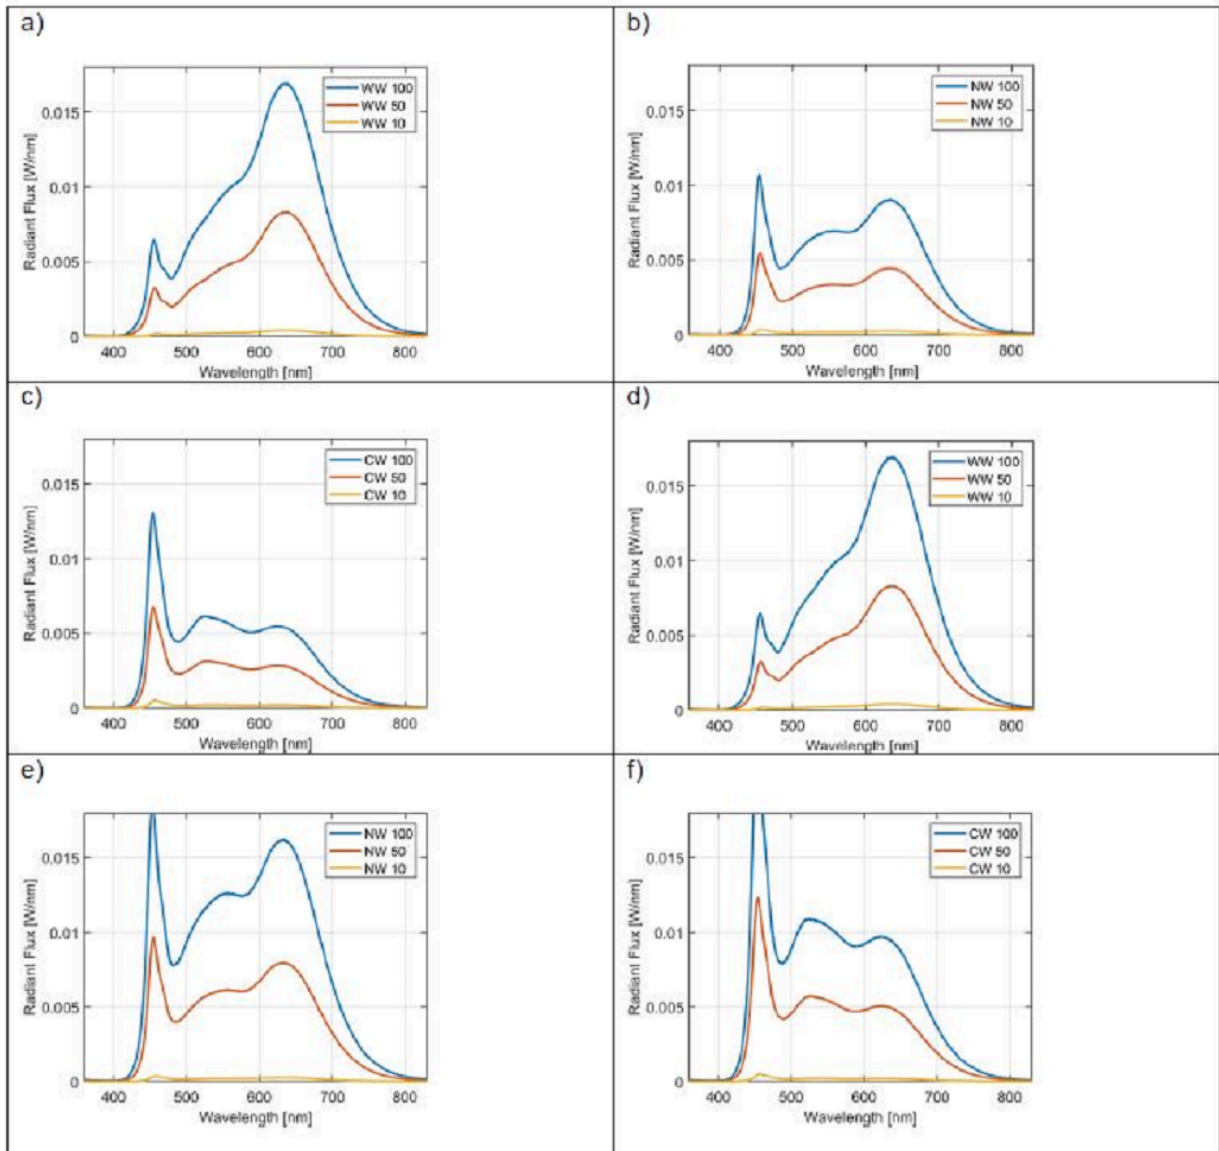 a)
WW 100
WW 50
WW 10
Radiant Flux [W/nm]
0.015
0.01
0.005
0
400 500 600 700 800
Wavelength [nm]
b)
NW 100
NW 50
NW 10
Radiant Flux [W/nm]
0.015
0.01
0.005
0
400 500 600 700 800
Wavelength [nm]
c)
CW 100
CW 50
CW 10
Radiant Flux [W/nm]
0.015
0.01
0.005
0
400 500 600 700 800
Wavelength [nm]
d)
WW 100
WW 50
WW 10
Radiant Flux [W/nm]
0.015
0.01
0.005
0
400 500 600 700 800
Wavelength [nm]
e)
NW 100
NW 50
NW 10
Radiant Flux [W/nm]
0.015
0.01
0.005
0
400 500 600 700 800
Wavelength [nm]
f)
CW 100
CW 50
CW 10
Radiant Flux [W/nm]
0.015
0.01
0.005
0
400 500 600 700 800
Wavelength [nm]